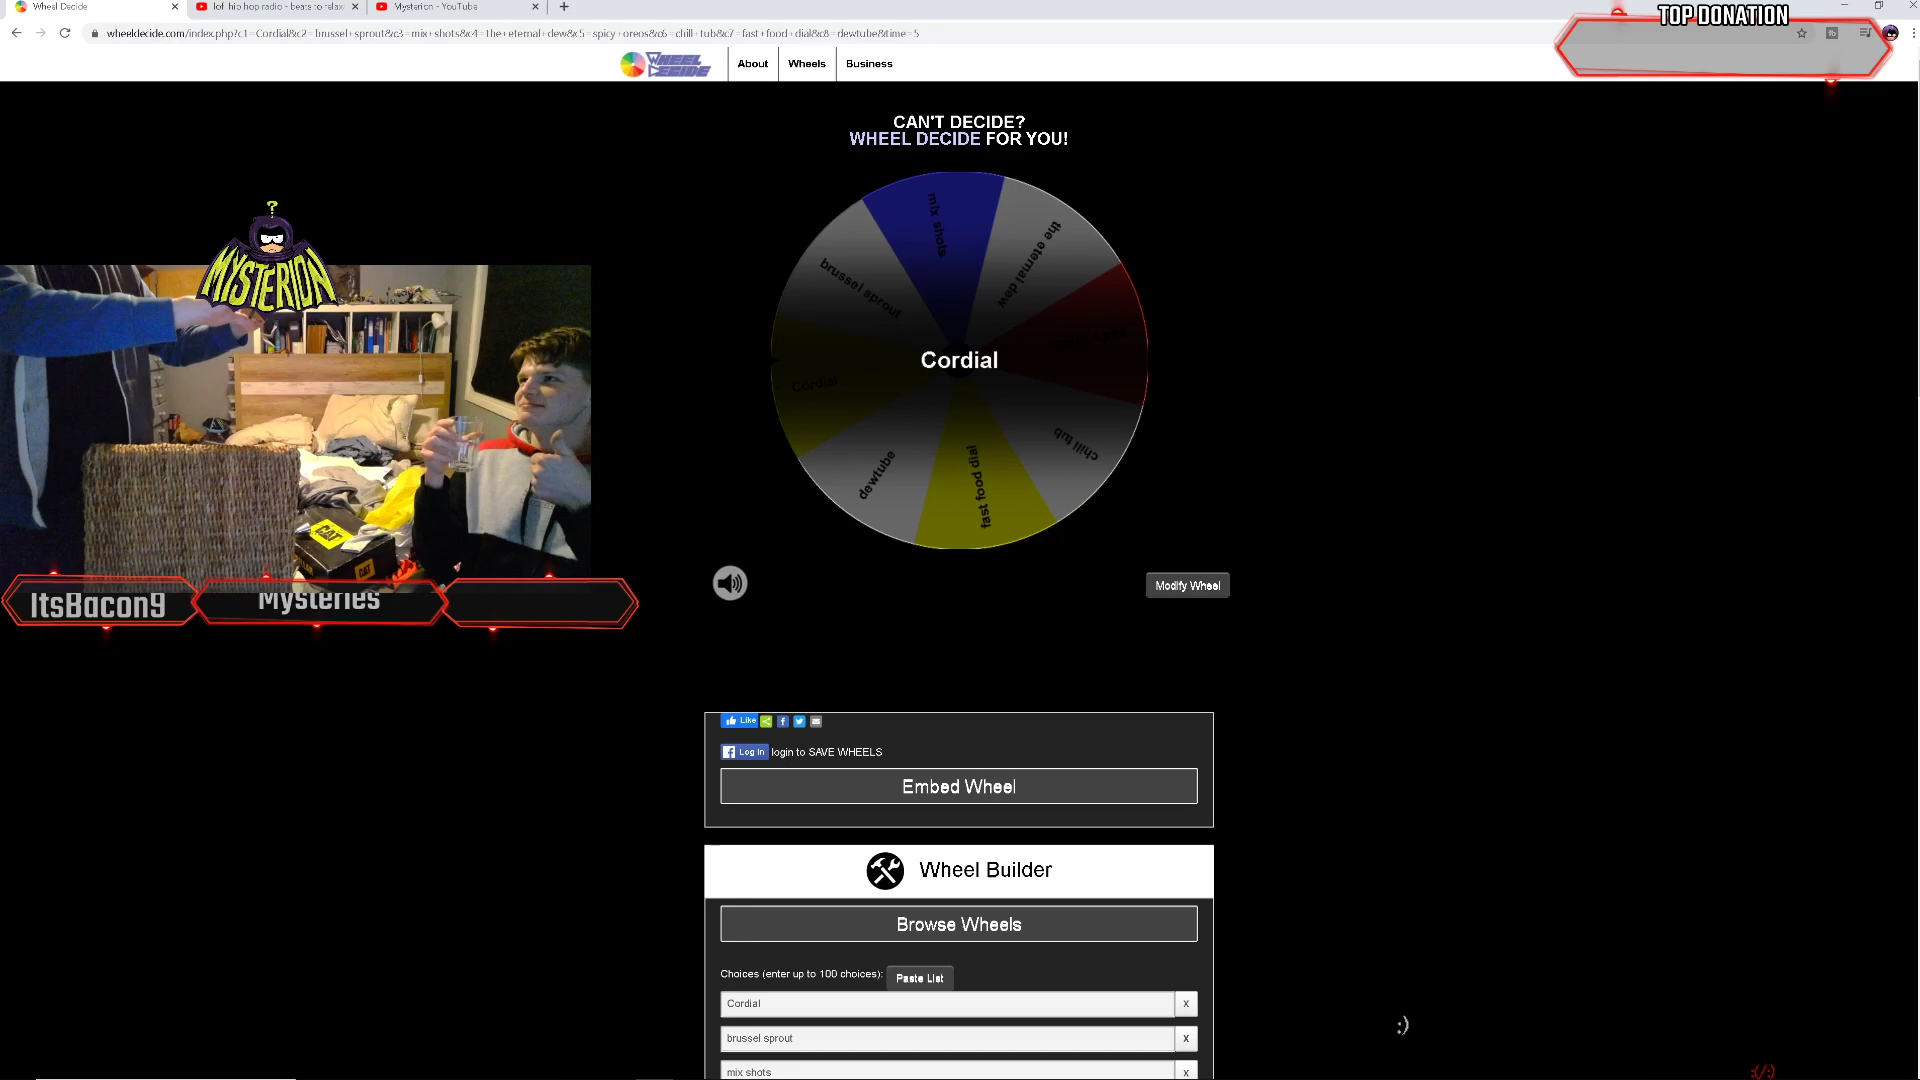 Wheel Decide
lofi hip hop radio - beats to relax
Mysterion - YouTube
TOP DONATION
wheeldecide.com/index.php?c1=Cordial&c2=brussel+sprout&c3=mix+shots&c4=the+eternal+dew&c5=spicy+oreos&c6=chill+tub&c7=fast+food+dial&c8=dewtube&time=5
WHEEL DECIDE
About
Wheels
Business
CAN'T DECIDE?
WHEEL DECIDE FOR YOU!
mix shots
the eternal dew
brussel sprout
Cordial
Cordial
chill tub
fast food dial
dewtube
?
MYSTERION
CAT
CAT
ItsBacon9
Mysteries
Modify Wheel
Like
Log In
login to SAVE WHEELS
Embed Wheel
Wheel Builder
Browse Wheels
Choices (enter up to 100 choices):
Paste List
Cordial
x
brussel sprout
x
mix shots
x
:)
:(/:)